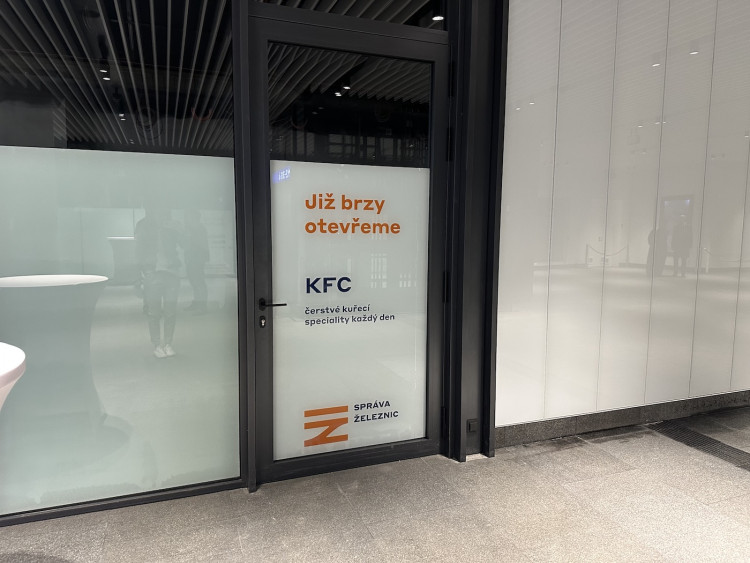 Již brzy
otevřeme
KFC
čerstvé kuřecí
speciality každý den
SPRÁVA
ŽELEZNIC